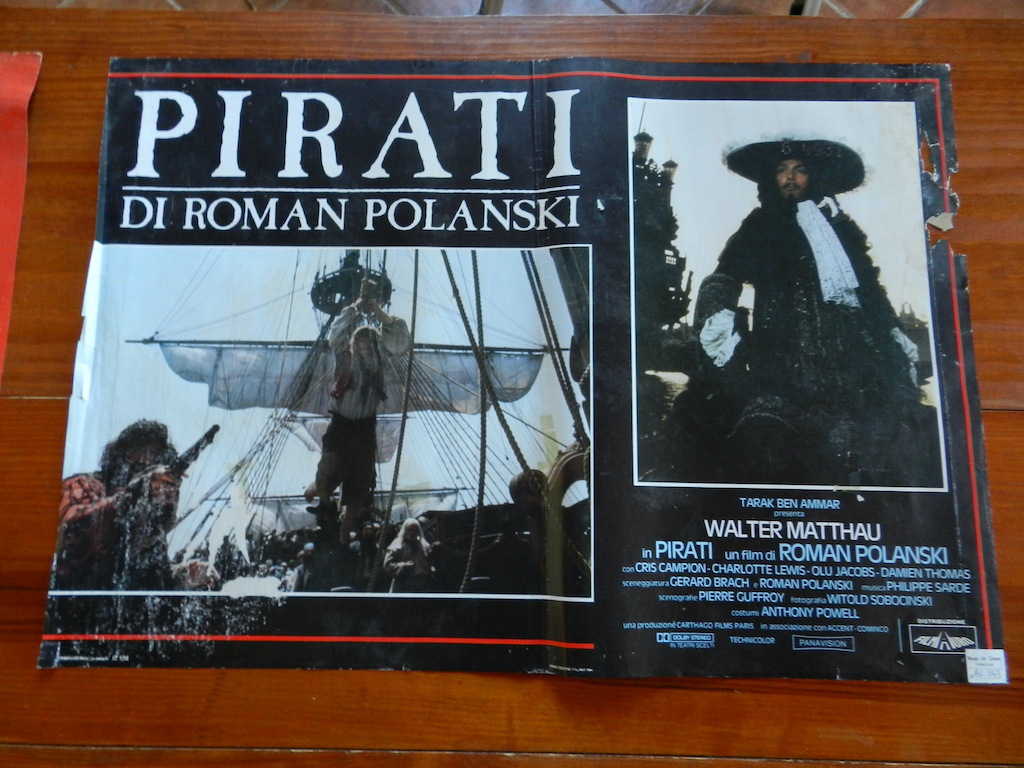 PIRATI
DI ROMAN POLANSKI
TARAK BEN AMMAR
presenta
WALTER MATTHAU
in PIRATI un film di ROMAN POLANSKI
con CRIS CAMPION - CHARLOTTE LEWIS - OLU JACOBS - DAMIEN THOMAS
sceneggiatura GERARD BRACH e ROMAN POLANSKI musica PHILIPPE SARDE
scenografie PIERRE GUFFROY fotografia WITOLD SOBOCINSKI
costumi ANTHONY POWELL
una produzione CARTHAGO FILMS PARIS in associazione con ACCENT - COMINCO
DOLBY STEREO
IN TEATRI SCELTI
TECHNICOLOR
PANAVISION
DISTRIBUZIONE